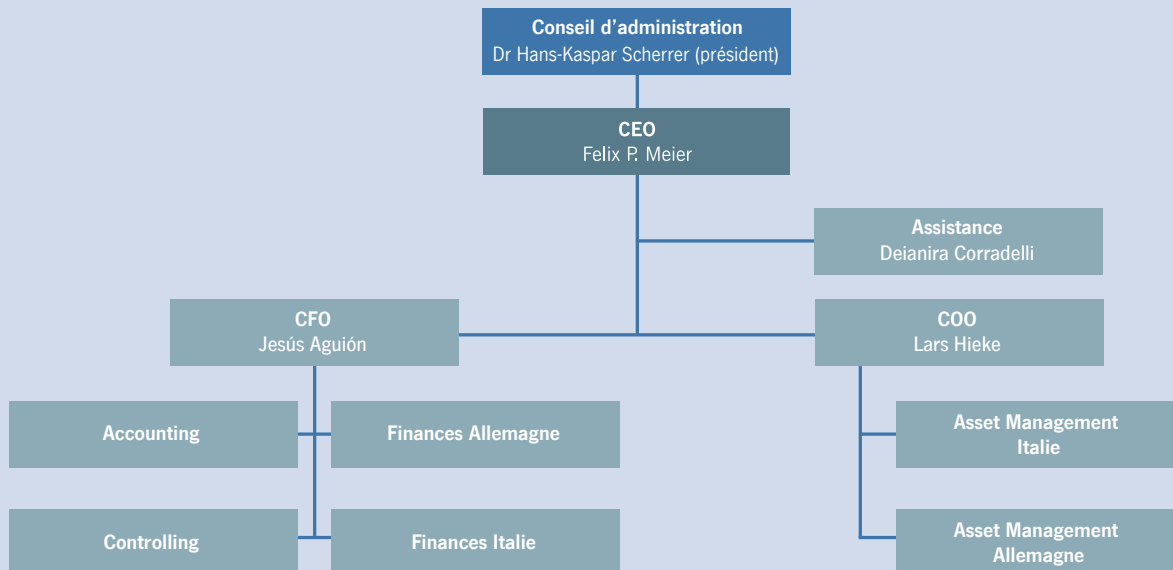 Conseil d’administration
Dr Hans-Kaspar Scherrer (président)
CEO
Felix P. Meier
Assistance
Deianira Corradelli
CFO
Jesús Aguión
COO
Lars Hieke
Accounting
Finances Allemagne
Asset Management
Italie
Controlling
Finances Italie
Asset Management
Allemagne